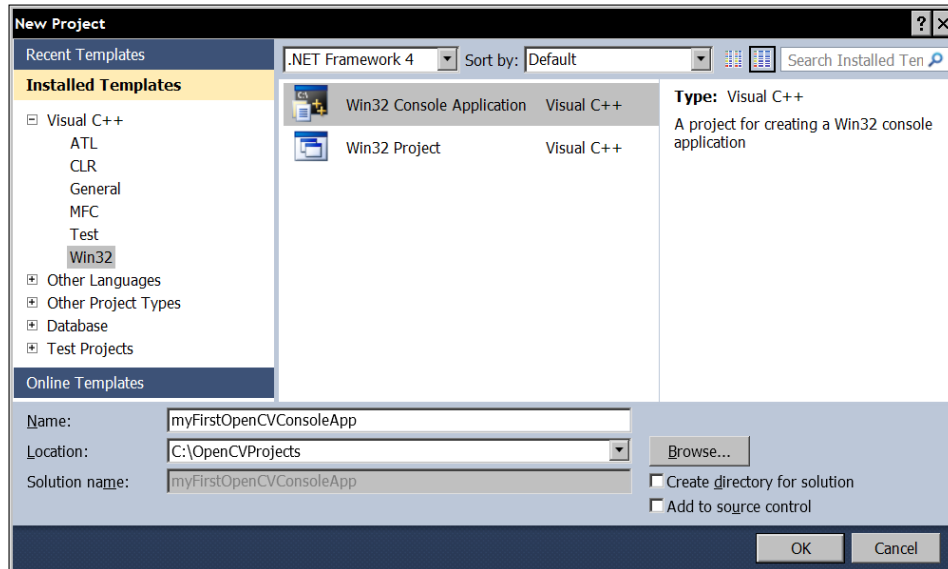 New Project
Recent Templates
Installed Templates
Visual C++
ATL
CLR
General
MFC
Test
Win32
Other Languages
Other Project Types
Database
Test Projects
Online Templates
.NET Framework 4 Sort by: Default
Search Installed Ten
Win32 Console Application Visual C++
Win32 Project Visual C++
Type: Visual C++
A project for creating a Win32 console
application
Name: myFirstOpenCVConsoleApp
Location: C:\OpenCVProjects Browse...
Solution name: myFirstOpenCVConsoleApp
Create directory for solution
Add to source control
OK Cancel